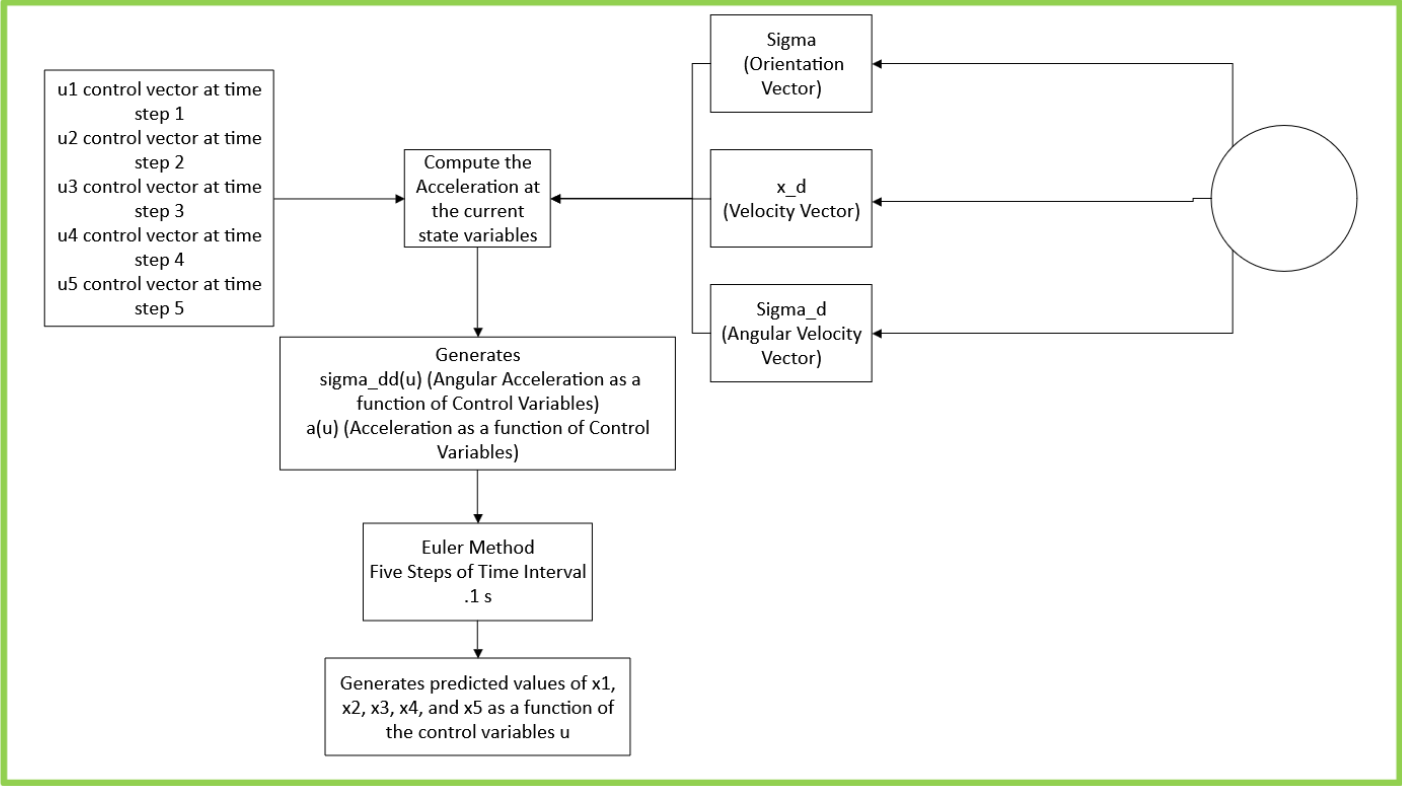 u1 control vector at time
step 1
u2 control vector at time
step 2
u3 control vector at time
step 3
u4 control vector at time
step 4
u5 control vector at time
step 5
Compute the
Acceleration at
the current
state variables
Sigma
(Orientation
Vector)
x_d
(Velocity Vector)
Sigma_d
(Angular Velocity
Vector)
Generates
sigma_dd(u) (Angular Acceleration as a
function of Control Variables)
a(u) (Acceleration as a function of Control
Variables)
Euler Method
Five Steps of Time Interval
.1 s
Generates predicted values of x1,
x2, x3, x4, and x5 as a function of
the control variables u